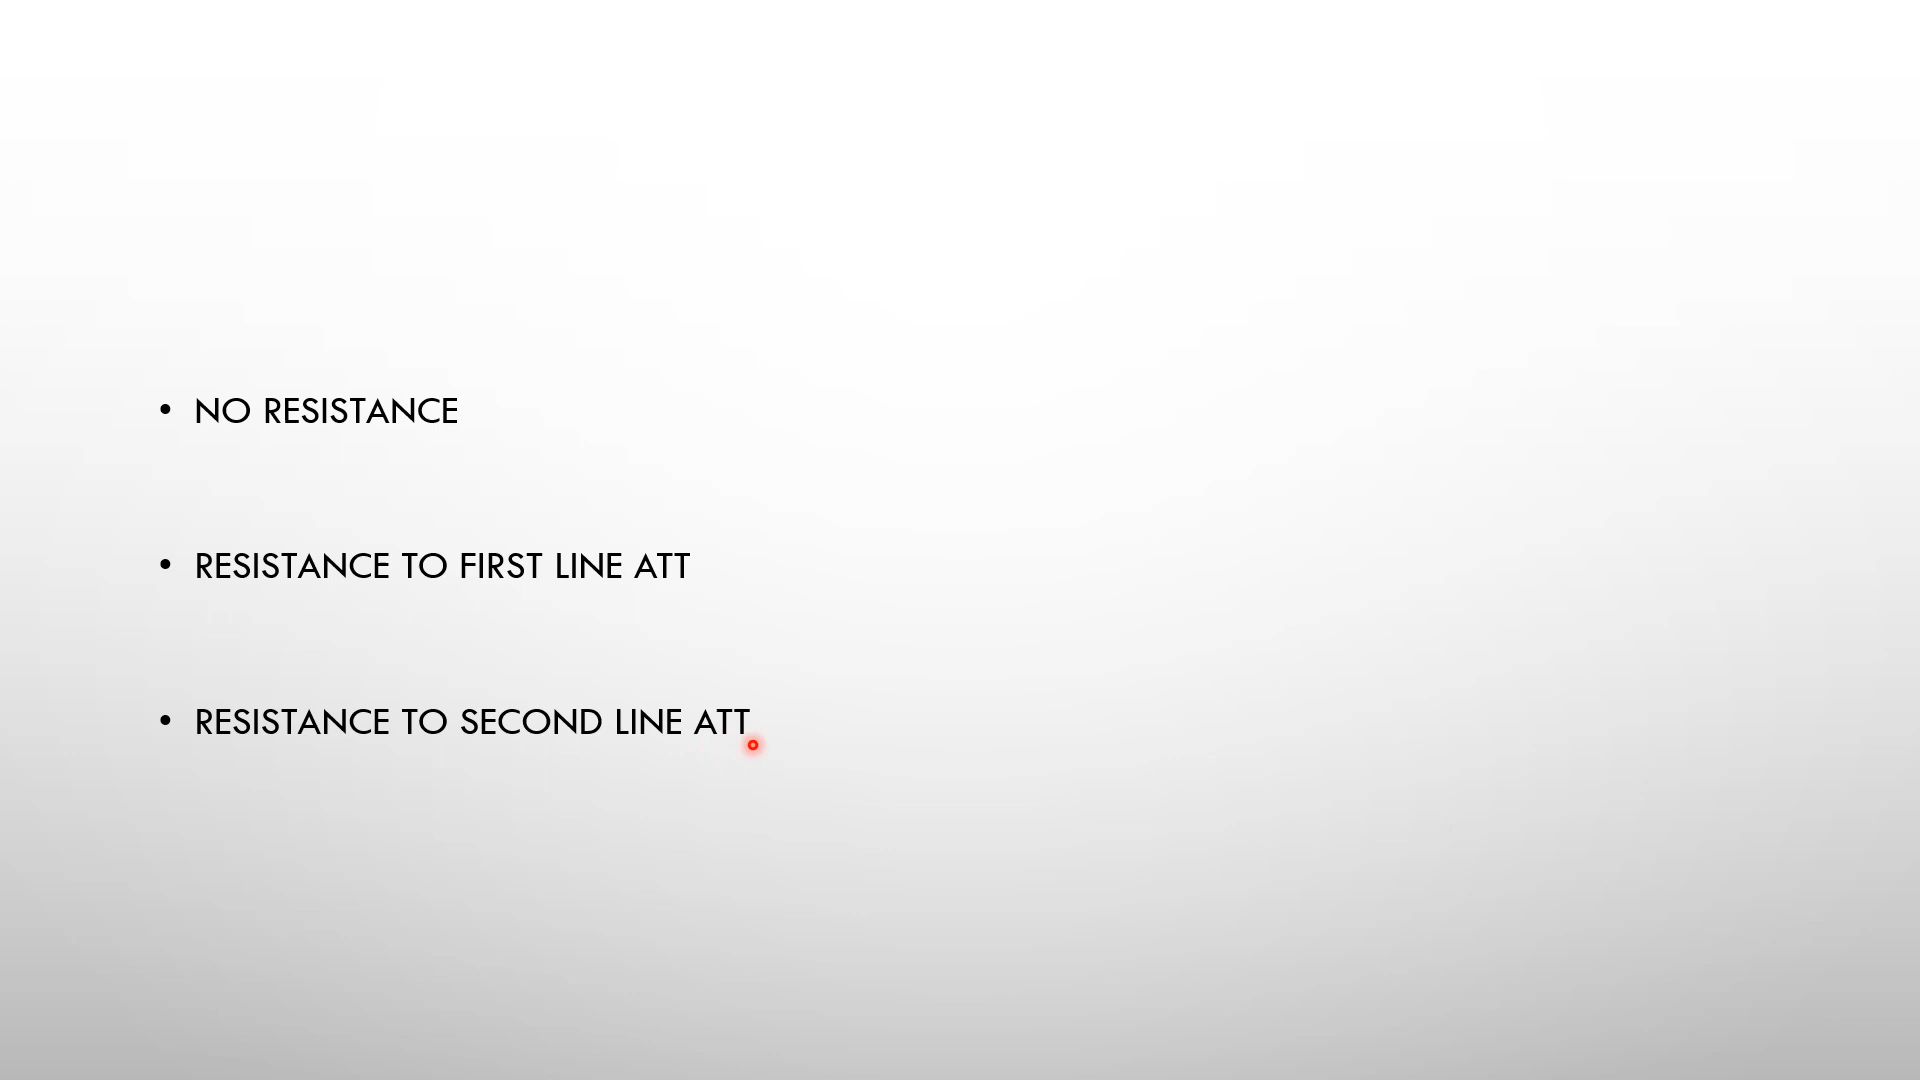 • NO RESISTANCE
• RESISTANCE TO FIRST LINE ATT
• RESISTANCE TO SECOND LINE ATT